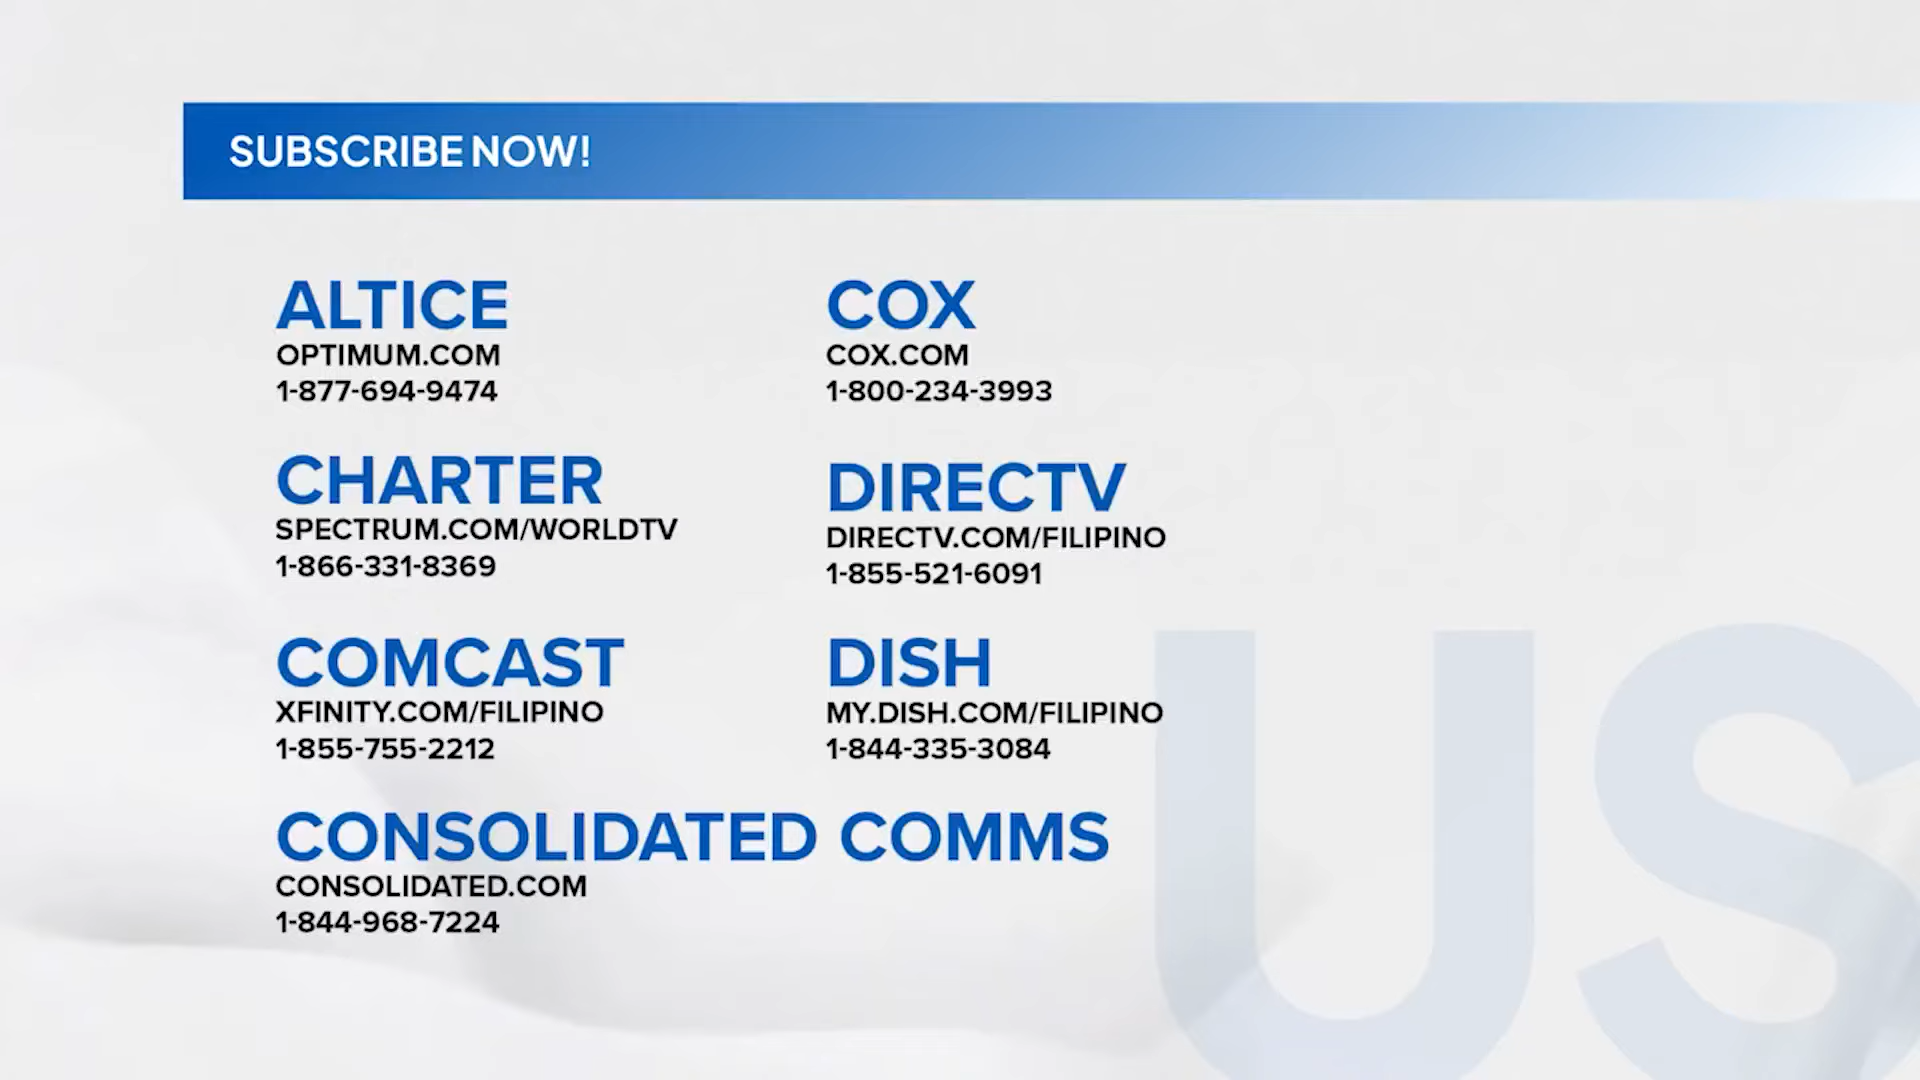 SUBSCRIBE NOW!
ALTICE
OPTIMUM.COM
1-877-694-9474
CHARTER
SPECTRUM.COM/WORLDTV
1-866-331-8369
COMCAST
XFINITY.COM/FILIPINO
1-855-755-2212
CONSOLIDATED COMMS
CONSOLIDATED.COM
1-844-968-7224
COX
COX.COM
1-800-234-3993
DIRECTV
DIRECTV.COM/FILIPINO
1-855-521-6091
DISH
MY.DISH.COM/FILIPINO
1-844-335-3084
US